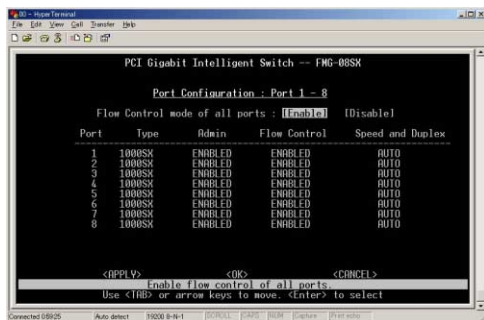 80 - HyperTerminal
File Edit View Call Transfer Help
PCI Gigabit Intelligent Switch -- FMG-08SX
Port Configuration : Port 1 - 8
Flow Control mode of all ports : [Enable] [Disable]
Port Type Admin Flow Control Speed and Duplex
1 1000SX ENABLED ENABLED AUTO
2 1000SX ENABLED ENABLED AUTO
3 1000SX ENABLED ENABLED AUTO
4 1000SX ENABLED ENABLED AUTO
5 1000SX ENABLED ENABLED AUTO
6 1000SX ENABLED ENABLED AUTO
7 1000SX ENABLED ENABLED AUTO
8 1000SX ENABLED ENABLED AUTO
<APPLY> <OK> <CANCEL>
Enable flow control of all ports.
Use <TAB> or arrow keys to move. <Enter> to select
Connected Auto detect 19200 8-N-1 SCROLL CAPS NUM Capture Print echo